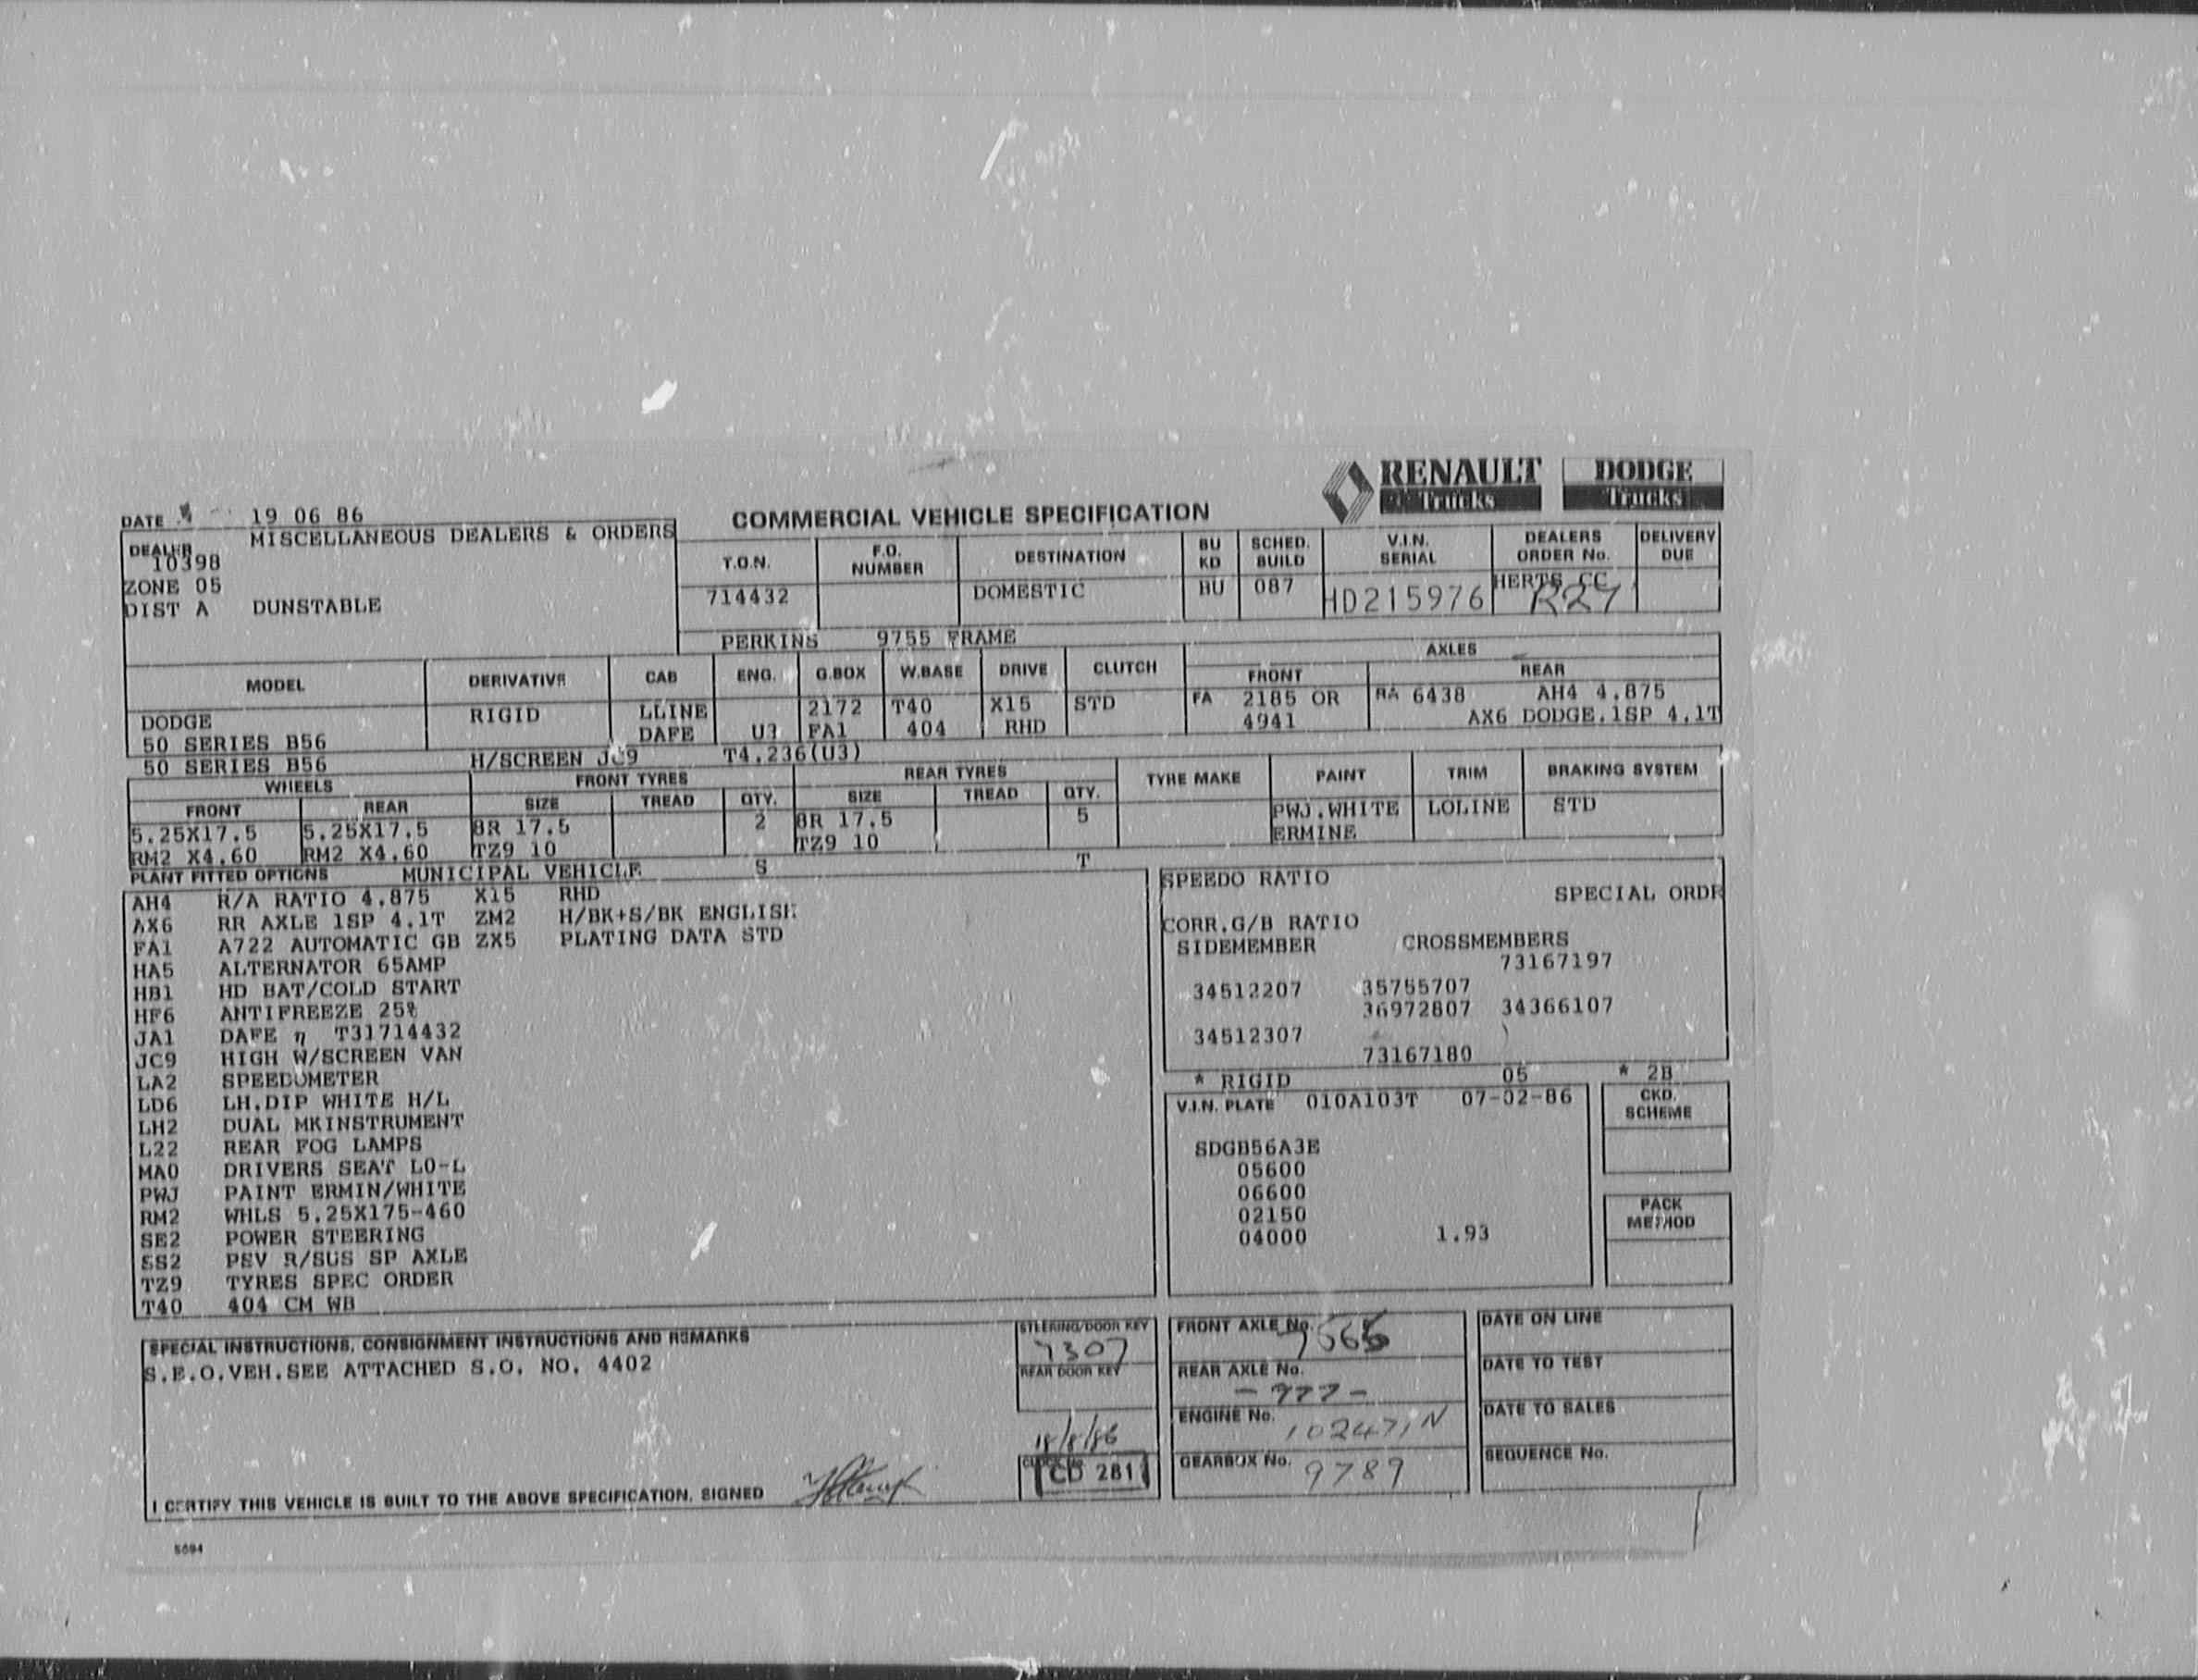 RENAULT Trucks DODGE Trucks
DATE 19 06 86 COMMERCIAL VEHICLE SPECIFICATION
DEALER MISCELLANEOUS DEALERS & ORDERS
10398
ZONE 05
DIST A DUNSTABLE
T.O.N. F.O. NUMBER DESTINATION BU KD SCHED. BUILD V.I.N. SERIAL DEALERS ORDER No. DELIVERY DUE
714432 DOMESTIC BU 087 HD215976 HERTS CC
PERKINS 9755 FRAME
MODEL DERIVATIVE CAB ENG. G.BOX W.BASE DRIVE CLUTCH AXLES
FRONT REAR
DODGE RIGID LLINE 2172 T40 X15 STD FA 2185 OR RA 6438 AH4 4.875
50 SERIES B56 DAFE U3 FA1 404 RHD 4941 AX6 DODGE.1SP 4.1T
50 SERIES B56 H/SCREEN JC9 T4.236(U3)
WHEELS FRONT TYRES REAR TYRES TYRE MAKE PAINT TRIM BRAKING SYSTEM
FRONT REAR SIZE TREAD QTY. SIZE TREAD QTY.
5.25X17.5 5.25X17.5 8R 17.5 2 8R 17.5 5 PWJ.WHITE LOLINE STD
RM2 X4.60 RM2 X4.60 TZ9 10 TZ9 10 ERMINE
PLANT FITTED OPTIONS MUNICIPAL VEHICLE S T
AH4 R/A RATIO 4.875 X15 RHD
AX6 RR AXLE 1SP 4.1T ZM2 H/BK+S/BK ENGLISH
FA1 A722 AUTOMATIC GB ZX5 PLATING DATA STD
HA5 ALTERNATOR 65AMP
HB1 HD BAT/COLD START
HF6 ANTIFREEZE 25%
JA1 DAFE η T31714432
JC9 HIGH W/SCREEN VAN
LA2 SPEEDOMETER
LD6 LH.DIP WHITE H/L
LH2 DUAL MKINSTRUMENT
L22 REAR FOG LAMPS
MA0 DRIVERS SEAT LO-L
PWJ PAINT ERMIN/WHITE
RM2 WHLS 5.25X175-460
SE2 POWER STEERING
SS2 PSV R/SUS SP AXLE
TZ9 TYRES SPEC ORDER
T40 404 CM WB
SPEEDO RATIO
SPECIAL ORDR
CORR.G/B RATIO
SIDEMEMBER CROSSMEMBERS
73167197
34512207 35755707
36972807 34366107
34512307
73167180
* RIGID 05 * 2B
V.I.N. PLATE 010A103T 07-02-86
SDGB56A3E
05600
06600
02150
04000 1.93
CKD. SCHEME
PACK METHOD
SPECIAL INSTRUCTIONS, CONSIGNMENT INSTRUCTIONS AND REMARKS
S.E.O.VEH.SEE ATTACHED S.O. NO. 4402
STEERING/DOOR KEY
7307
REAR DOOR KEY
18/8/86
CD 281
I CERTIFY THIS VEHICLE IS BUILT TO THE ABOVE SPECIFICATION. SIGNED
FRONT AXLE No.
REAR AXLE No.
- 977 -
ENGINE No.
102471N
GEARBOX No. 9789
DATE ON LINE
DATE TO TEST
DATE TO SALES
SEQUENCE No.
5694